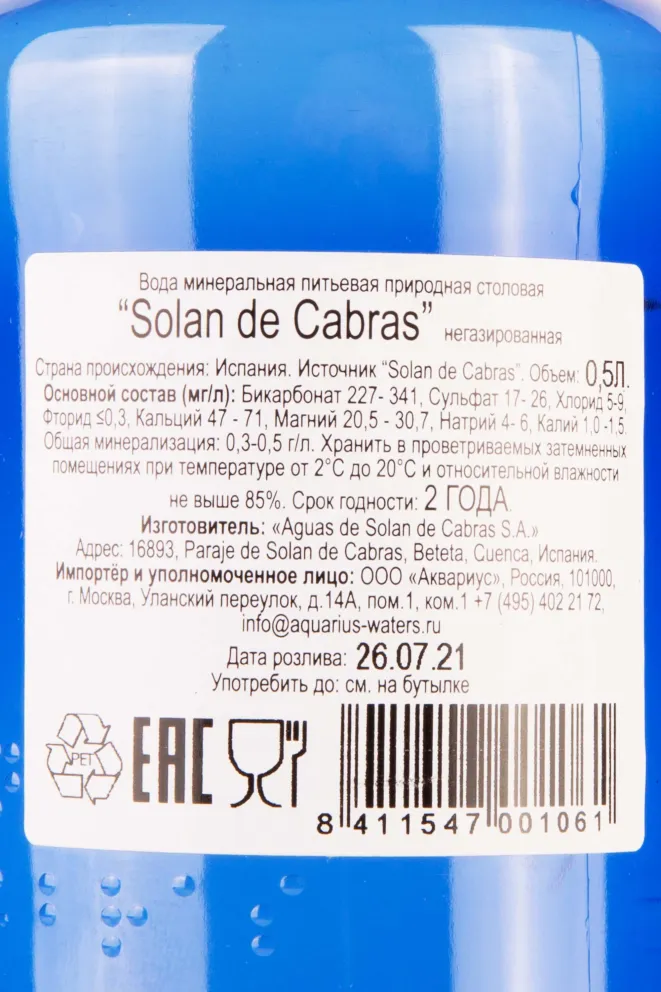 Вода минеральная питьевая природная столовая
“Solan de Cabras” негазированная
Страна происхождения: Испания. Источник “Solan de Cabras”. Объем: 0,5Л.
Основной состав (мг/л): Бикарбонат 227- 341, Сульфат 17- 26, Хлорид 5-9,
Фторид ≤0,3, Кальций 47 - 71, Магний 20,5 - 30,7, Натрий 4- 6, Калий 1,0 -1,5.
Общая минерализация: 0,3-0,5 г/л. Хранить в проветриваемых затемненных
помещениях при температуре от 2°С до 20°С и относительной влажности
не выше 85%. Срок годности: 2 ГОДА.
Изготовитель: «Aguas de Solan de Cabras S.A.»
Адрес: 16893, Paraje de Solan de Cabras, Beteta, Cuenca, Испания.
Импортёр и уполномоченное лицо: ООО «Аквариус», Россия, 101000,
г. Москва, Уланский переулок, д.14А, пом.1, ком.1 +7 (495) 402 21 72,
info@aquarius-waters.ru
Дата розлива: 26.07.21
Употребить до: см. на бутылке
PET EAC
8 411547 001061